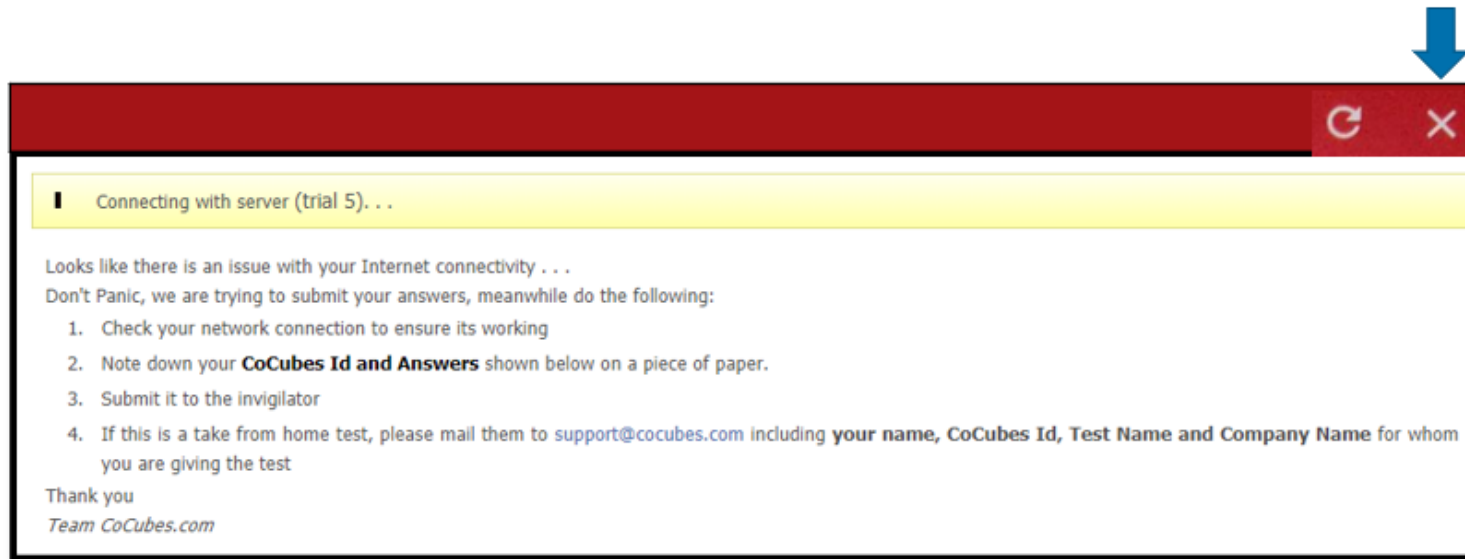 Connecting with server (trial 5). . .
Looks like there is an issue with your Internet connectivity . . .
Don't Panic, we are trying to submit your answers, meanwhile do the following:
1. Check your network connection to ensure its working
2. Note down your CoCubes Id and Answers shown below on a piece of paper.
3. Submit it to the invigilator
4. If this is a take from home test, please mail them to support@cocubes.com including your name, CoCubes Id, Test Name and Company Name for whom
you are giving the test
Thank you
Team CoCubes.com